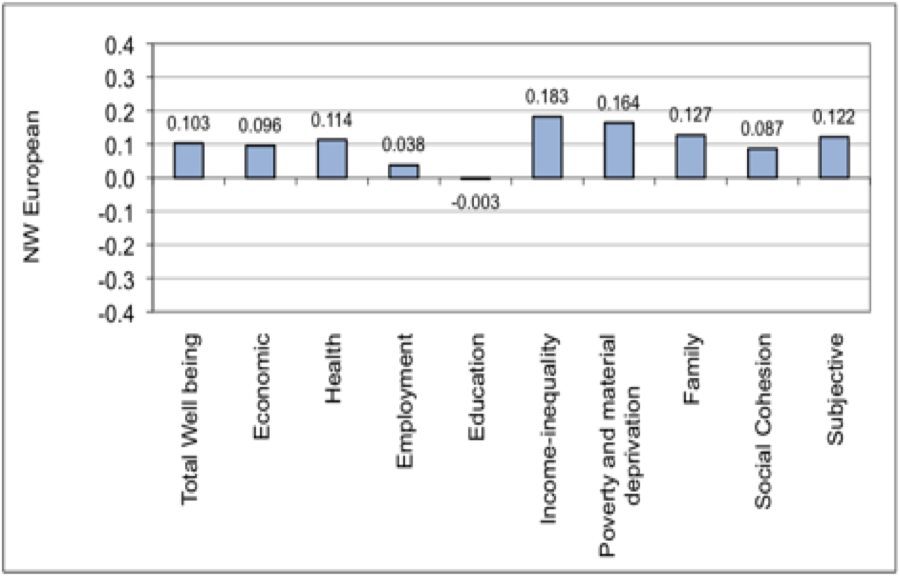 NW European
0.4
0.3
0.2
0.1
0.0
-0.1
-0.2
-0.3
-0.4
0.103
0.096
0.114
0.038
-0.003
0.183
0.164
0.127
0.087
0.122
Total Well being
Economic
Health
Employment
Education
Income-inequality
Poverty and material
deprivation
Family
Social Cohesion
Subjective